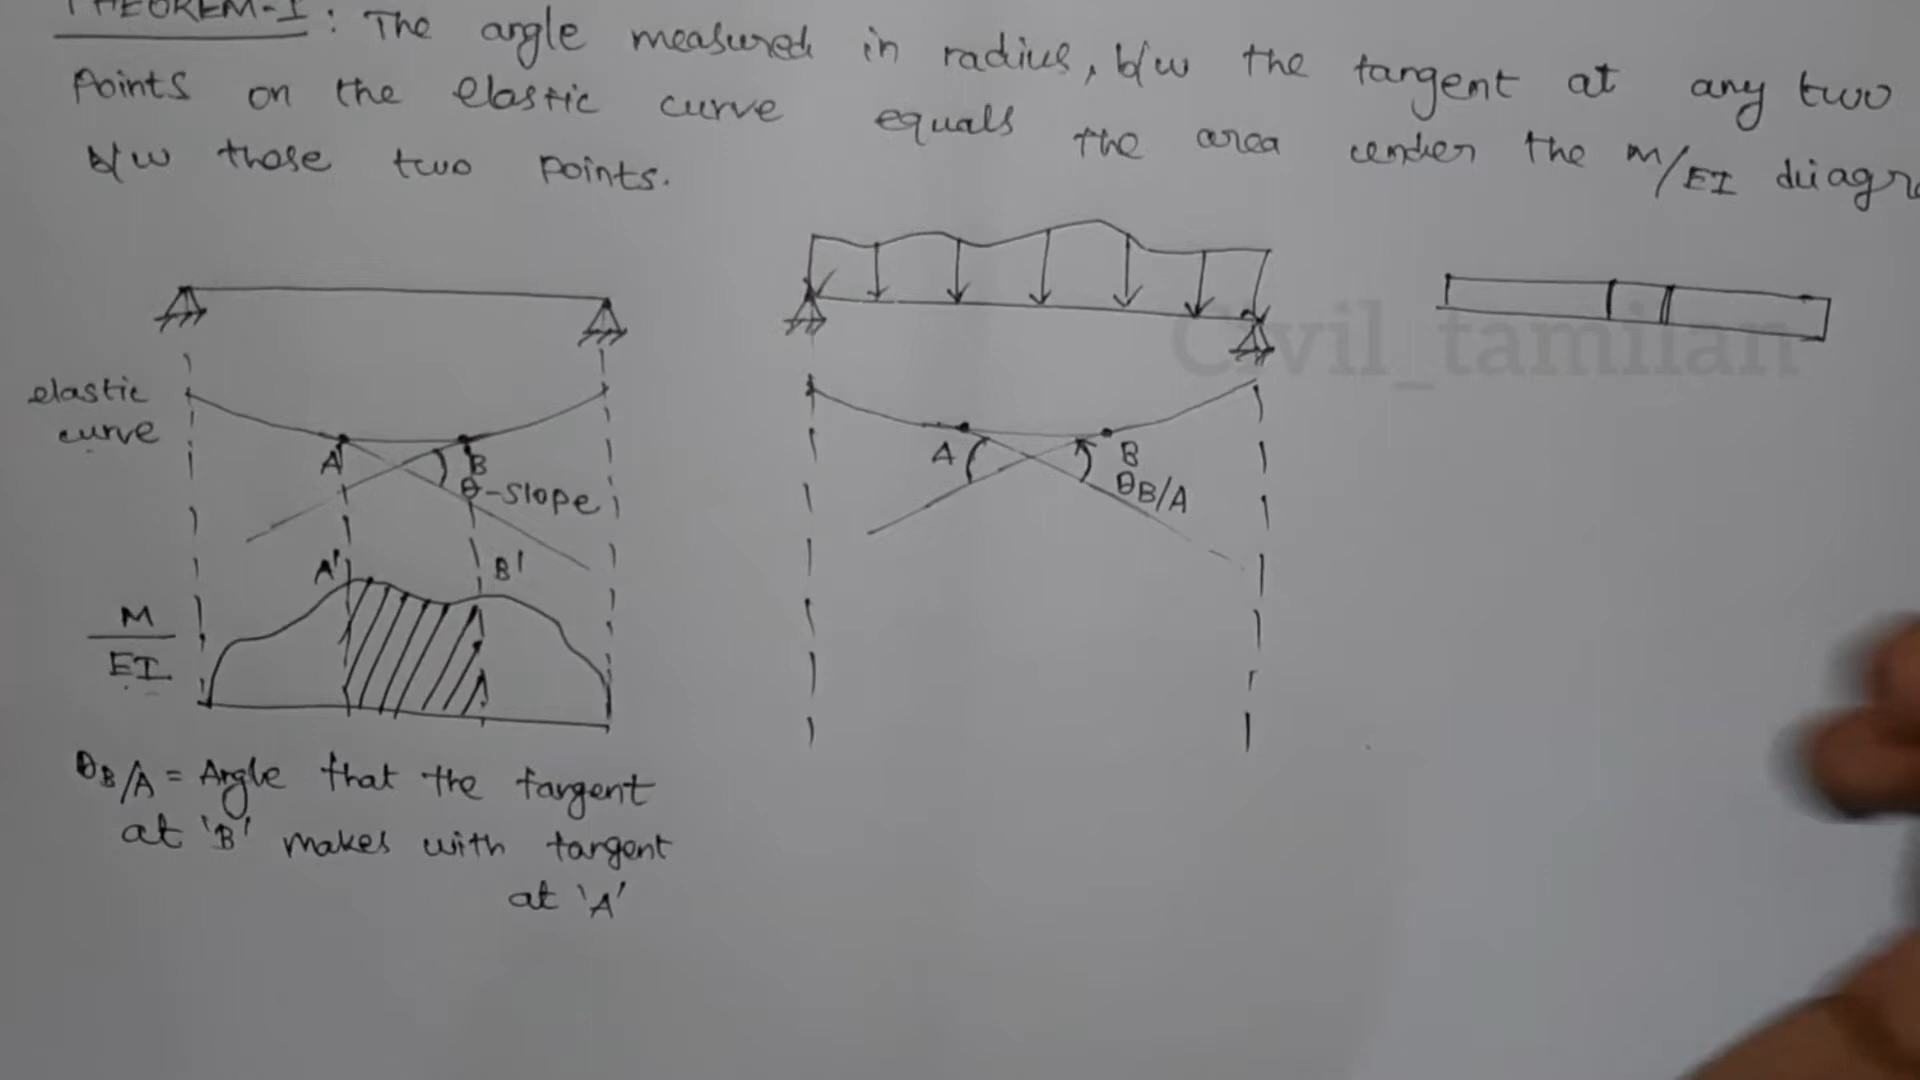 THEOREM-I : The angle measured in radius, b/w the tangent at any two
points on the elastic curve equals the area under the M/EI diagra
b/w those two points.
elastic
curve
A
B
θ-slope
A'
B'
M
EI
θB/A = Angle that the tangent
at 'B' makes with tangent
at 'A'
A
B
θB/A
Civil_tamilan